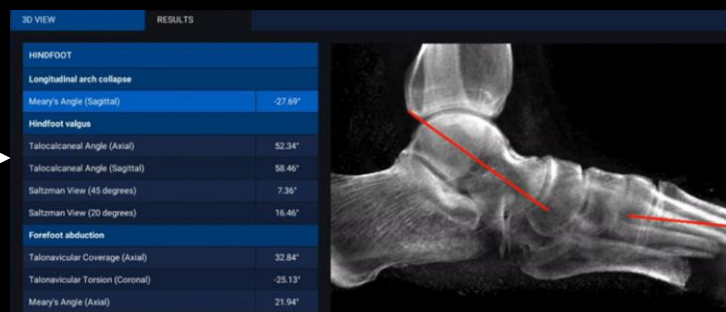 3D VIEW
RESULTS
HINDFOOT
Longitudinal arch collapse
Meary's Angle (Sagittal) -27.69°
Hindfoot valgus
Talocalcaneal Angle (Axial) 52.34°
Talocalcaneal Angle (Sagittal) 58.46°
Saltzman View (45 degrees) 7.36°
Saltzman View (20 degrees) 16.46°
Forefoot abduction
Talonavicular Coverage (Axial) 32.84°
Talonavicular Torsion (Coronal) -25.13°
Meary's Angle (Axial) 21.94°